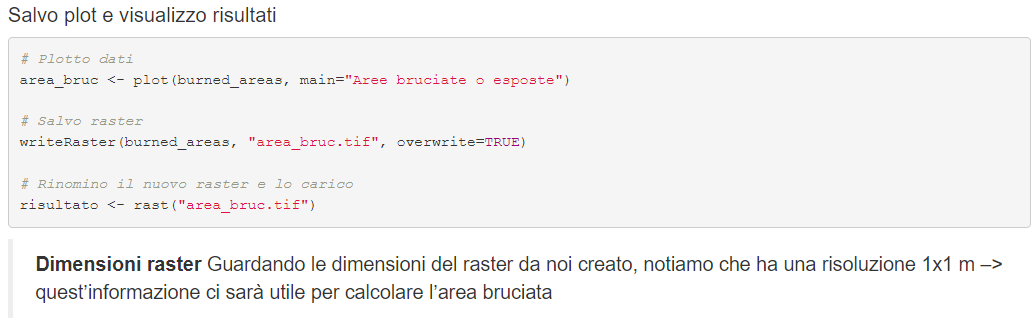 Salvo plot e visualizzo risultati
# Plotto dati
area_bruc <- plot(burned_areas, main="Aree bruciate o esposte")
# Salvo raster
writeRaster(burned_areas, "area_bruc.tif", overwrite=TRUE)
# Rinomino il nuovo raster e lo carico
risultato <- rast("area_bruc.tif")
Dimensioni raster Guardando le dimensioni del raster da noi creato, notiamo che ha una risoluzione 1x1 m –>
quest’informazione ci sarà utile per calcolare l’area bruciata